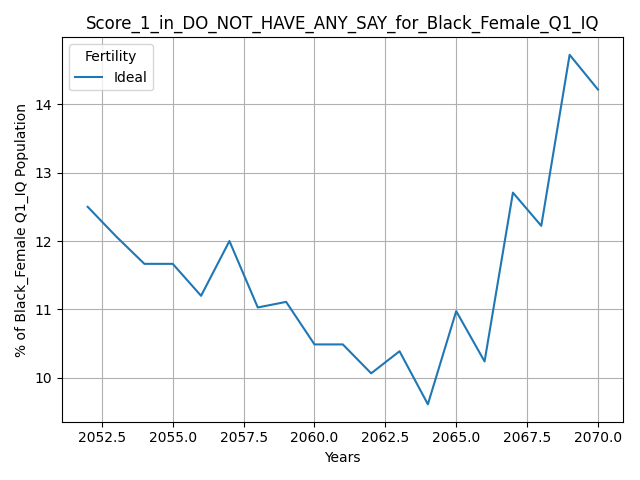 Score_1_in_DO_NOT_HAVE_ANY_SAY_for_Black_Female_Q1_IQ
Fertility
Ideal
% of Black_Female Q1_IQ Population
14
13
12
11
10
2052.5 2055.0 2057.5 2060.0 2062.5 2065.0 2067.5 2070.0
Years